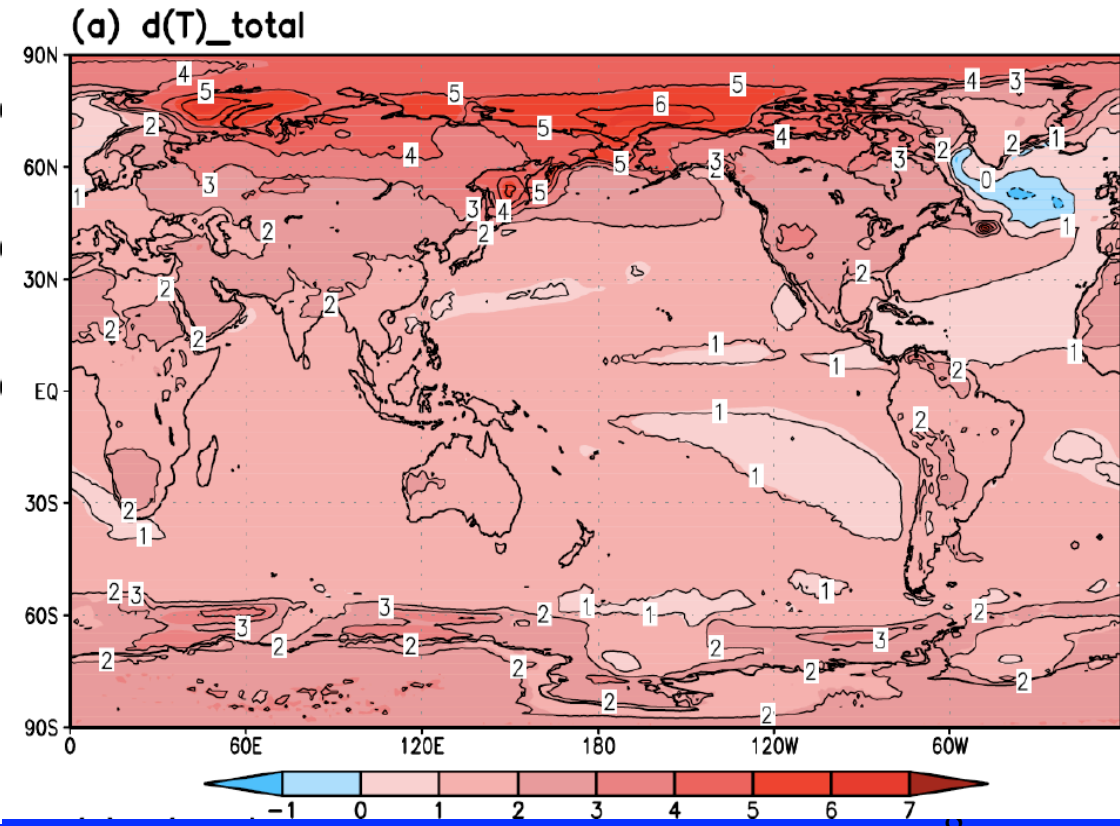 (a) d(T)_total
90N
4 5 5 5 4 3
5 6
2 5 4 2 2 1
60N 4 5 3 3 0
1 3 3 4 5 1
2 2
30N 2 2 2
2 2 1 1 1
EQ 2
1 2
1
30S 2
1
2 3 3 2 1 1 1 2
60S 3 2 2 2 3
2 2 2 2 2
2
90S
0 60E 120E 180 120W 60W
-1 0 1 2 3 4 5 6 7